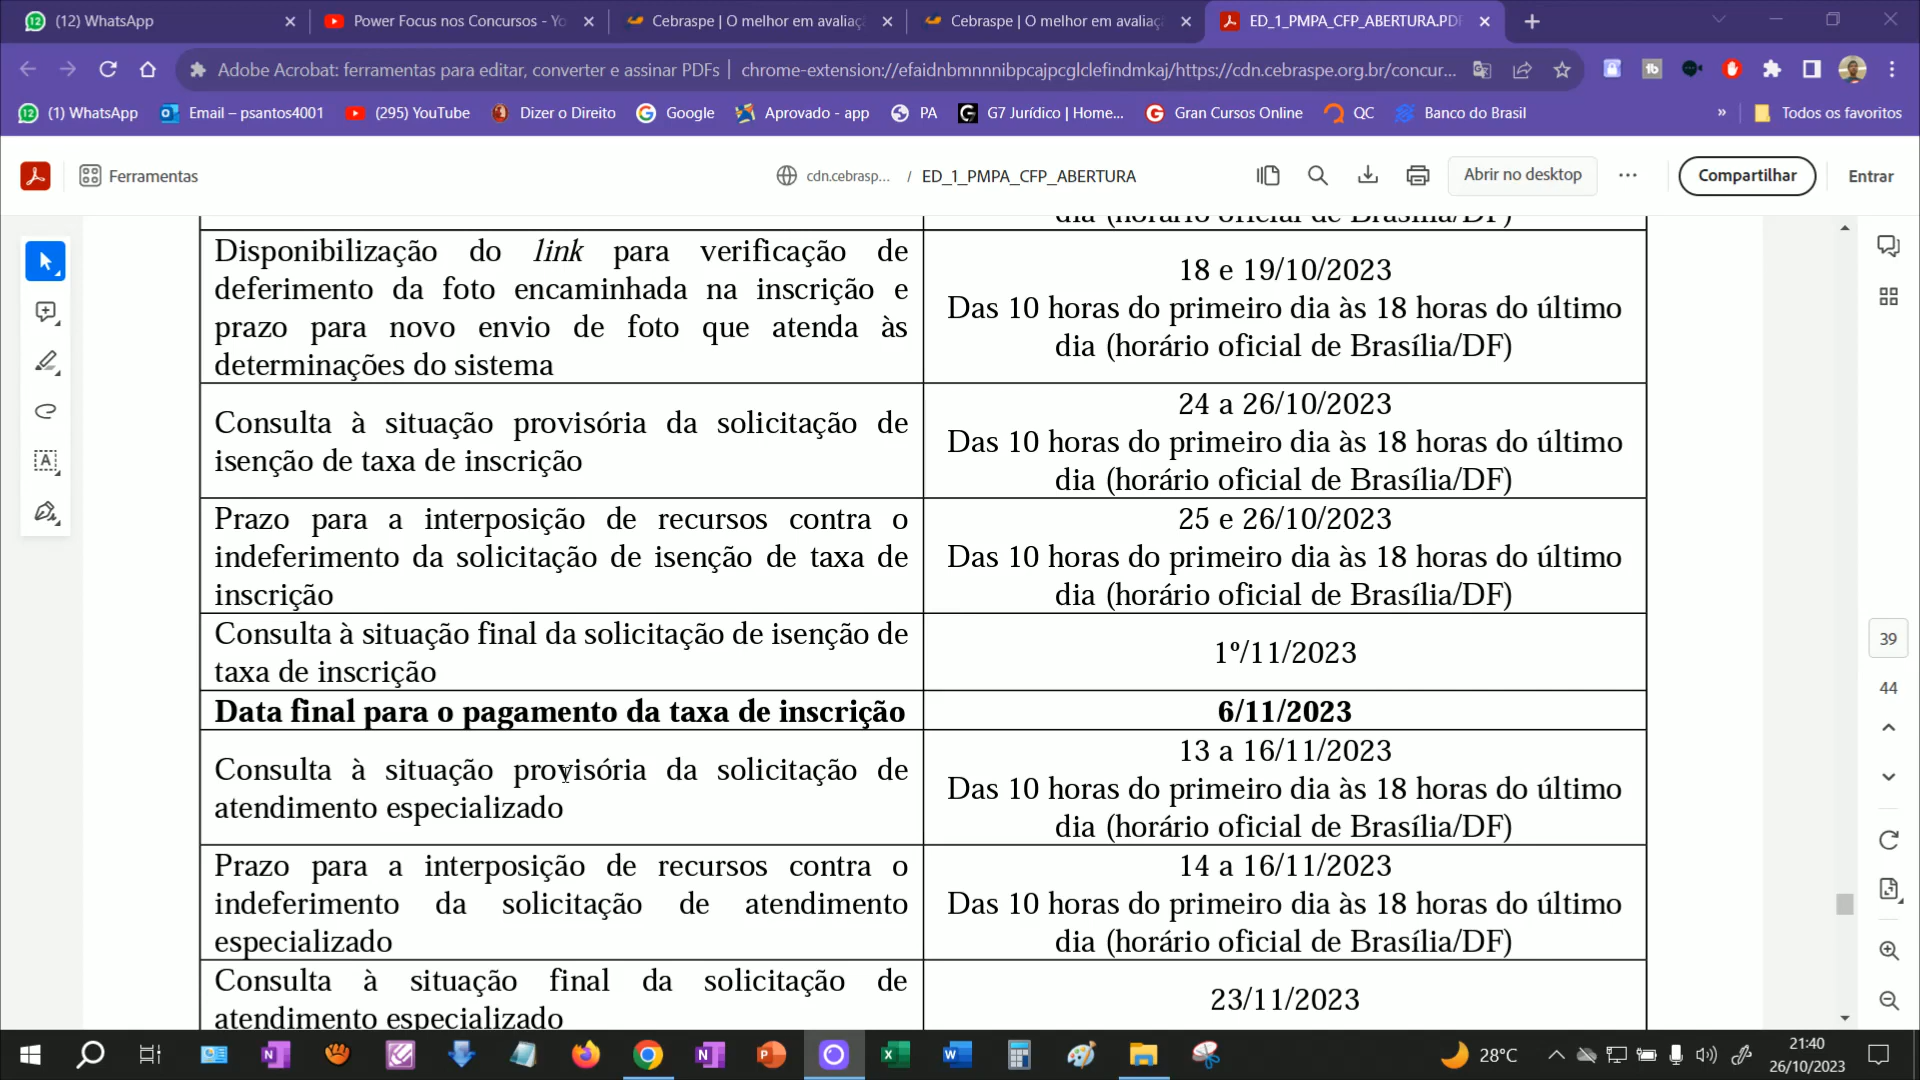 (12) WhatsApp
Power Focus nos Concursos - Yo
Cebraspe | O melhor em avaliaç
Cebraspe | O melhor em avaliaç
ED_1_PMPA_CFP_ABERTURA.PDF
Adobe Acrobat: ferramentas para editar, converter e assinar PDFs
chrome-extension://efaidnbmnnnibpcajpcglclefindmkaj/https://cdn.cebraspe.org.br/concur...
(1) WhatsApp
Email – psantos4001
(295) YouTube
Dizer o Direito
Google
Aprovado - app
PA
G7 Jurídico | Home...
Gran Cursos Online
QC
Banco do Brasil
»
Todos os favoritos
Ferramentas
cdn.cebrasp...
/ ED_1_PMPA_CFP_ABERTURA
Abrir no desktop
Compartilhar
Entrar
dia (horário oficial de Brasília/DF)
Disponibilização do link para verificação de
deferimento da foto encaminhada na inscrição e
prazo para novo envio de foto que atenda às
determinações do sistema
18 e 19/10/2023
Das 10 horas do primeiro dia às 18 horas do último
dia (horário oficial de Brasília/DF)
Consulta à situação provisória da solicitação de
isenção de taxa de inscrição
24 a 26/10/2023
Das 10 horas do primeiro dia às 18 horas do último
dia (horário oficial de Brasília/DF)
Prazo para a interposição de recursos contra o
indeferimento da solicitação de isenção de taxa de
inscrição
25 e 26/10/2023
Das 10 horas do primeiro dia às 18 horas do último
dia (horário oficial de Brasília/DF)
Consulta à situação final da solicitação de isenção de
taxa de inscrição
1º/11/2023
Data final para o pagamento da taxa de inscrição
6/11/2023
Consulta à situação provisória da solicitação de
atendimento especializado
13 a 16/11/2023
Das 10 horas do primeiro dia às 18 horas do último
dia (horário oficial de Brasília/DF)
Prazo para a interposição de recursos contra o
indeferimento da solicitação de atendimento
especializado
14 a 16/11/2023
Das 10 horas do primeiro dia às 18 horas do último
dia (horário oficial de Brasília/DF)
Consulta à situação final da solicitação de
atendimento especializado
23/11/2023
39
44
28°C
21:40
26/10/2023